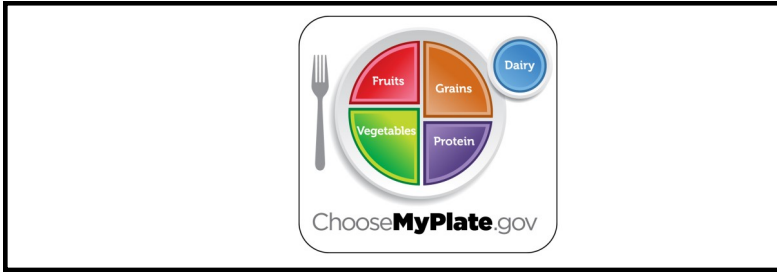 Fruits
Grains
Dairy
Vegetables
Protein
ChooseMyPlate.gov